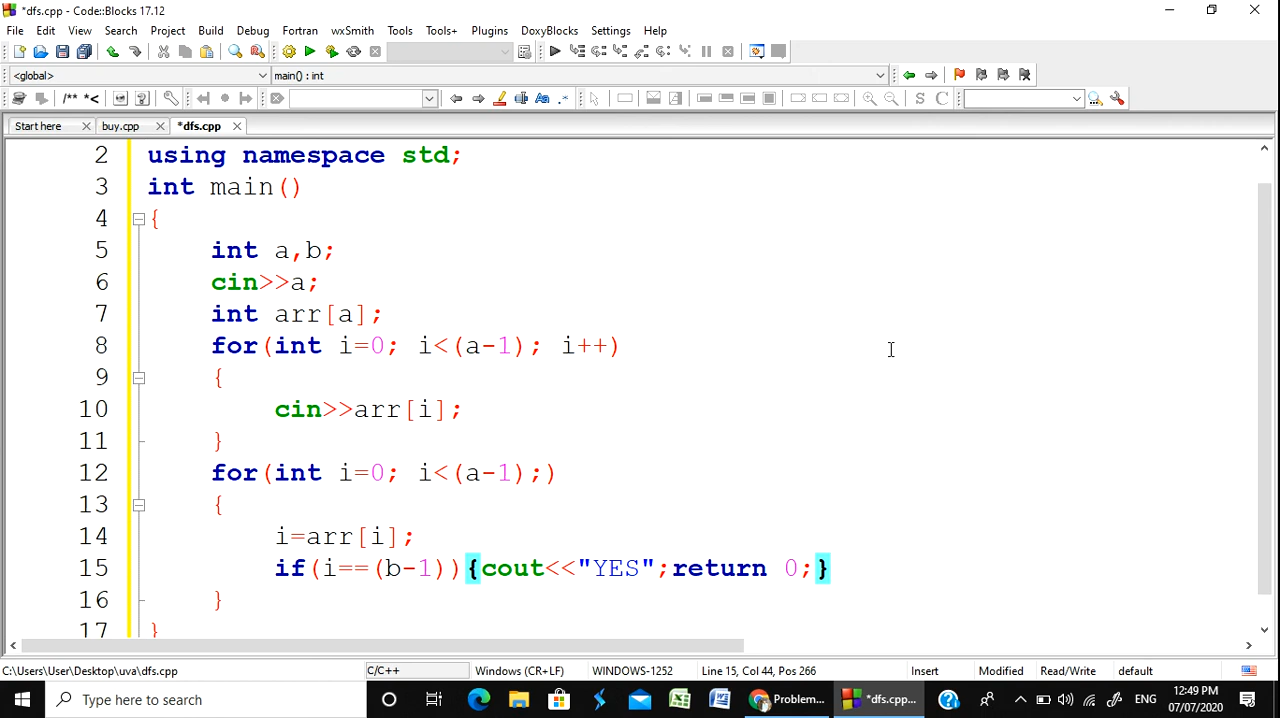 *dfs.cpp - Code::Blocks 17.12
File Edit View Search Project Build Debug Fortran wxSmith Tools Tools+ Plugins DoxyBlocks Settings Help
<global> main() : int
/** *<
Aa .* S C
Start here buy.cpp *dfs.cpp
2 using namespace std;
3 int main()
4 {
5 int a,b;
6 cin>>a;
7 int arr[a];
8 for(int i=0; i<(a-1); i++)
9 {
10 cin>>arr[i];
11 }
12 for(int i=0; i<(a-1);)
13 {
14 i=arr[i];
15 if(i==(b-1)){cout<<"YES";return 0;}
16 }
17 }
C:\Users\User\Desktop\uva\dfs.cpp C/C++ Windows (CR+LF) WINDOWS-1252 Line 15, Col 44, Pos 266 Insert Modified Read/Write default
Type here to search Problem... *dfs.cpp... ENG 12:49 PM
07/07/2020